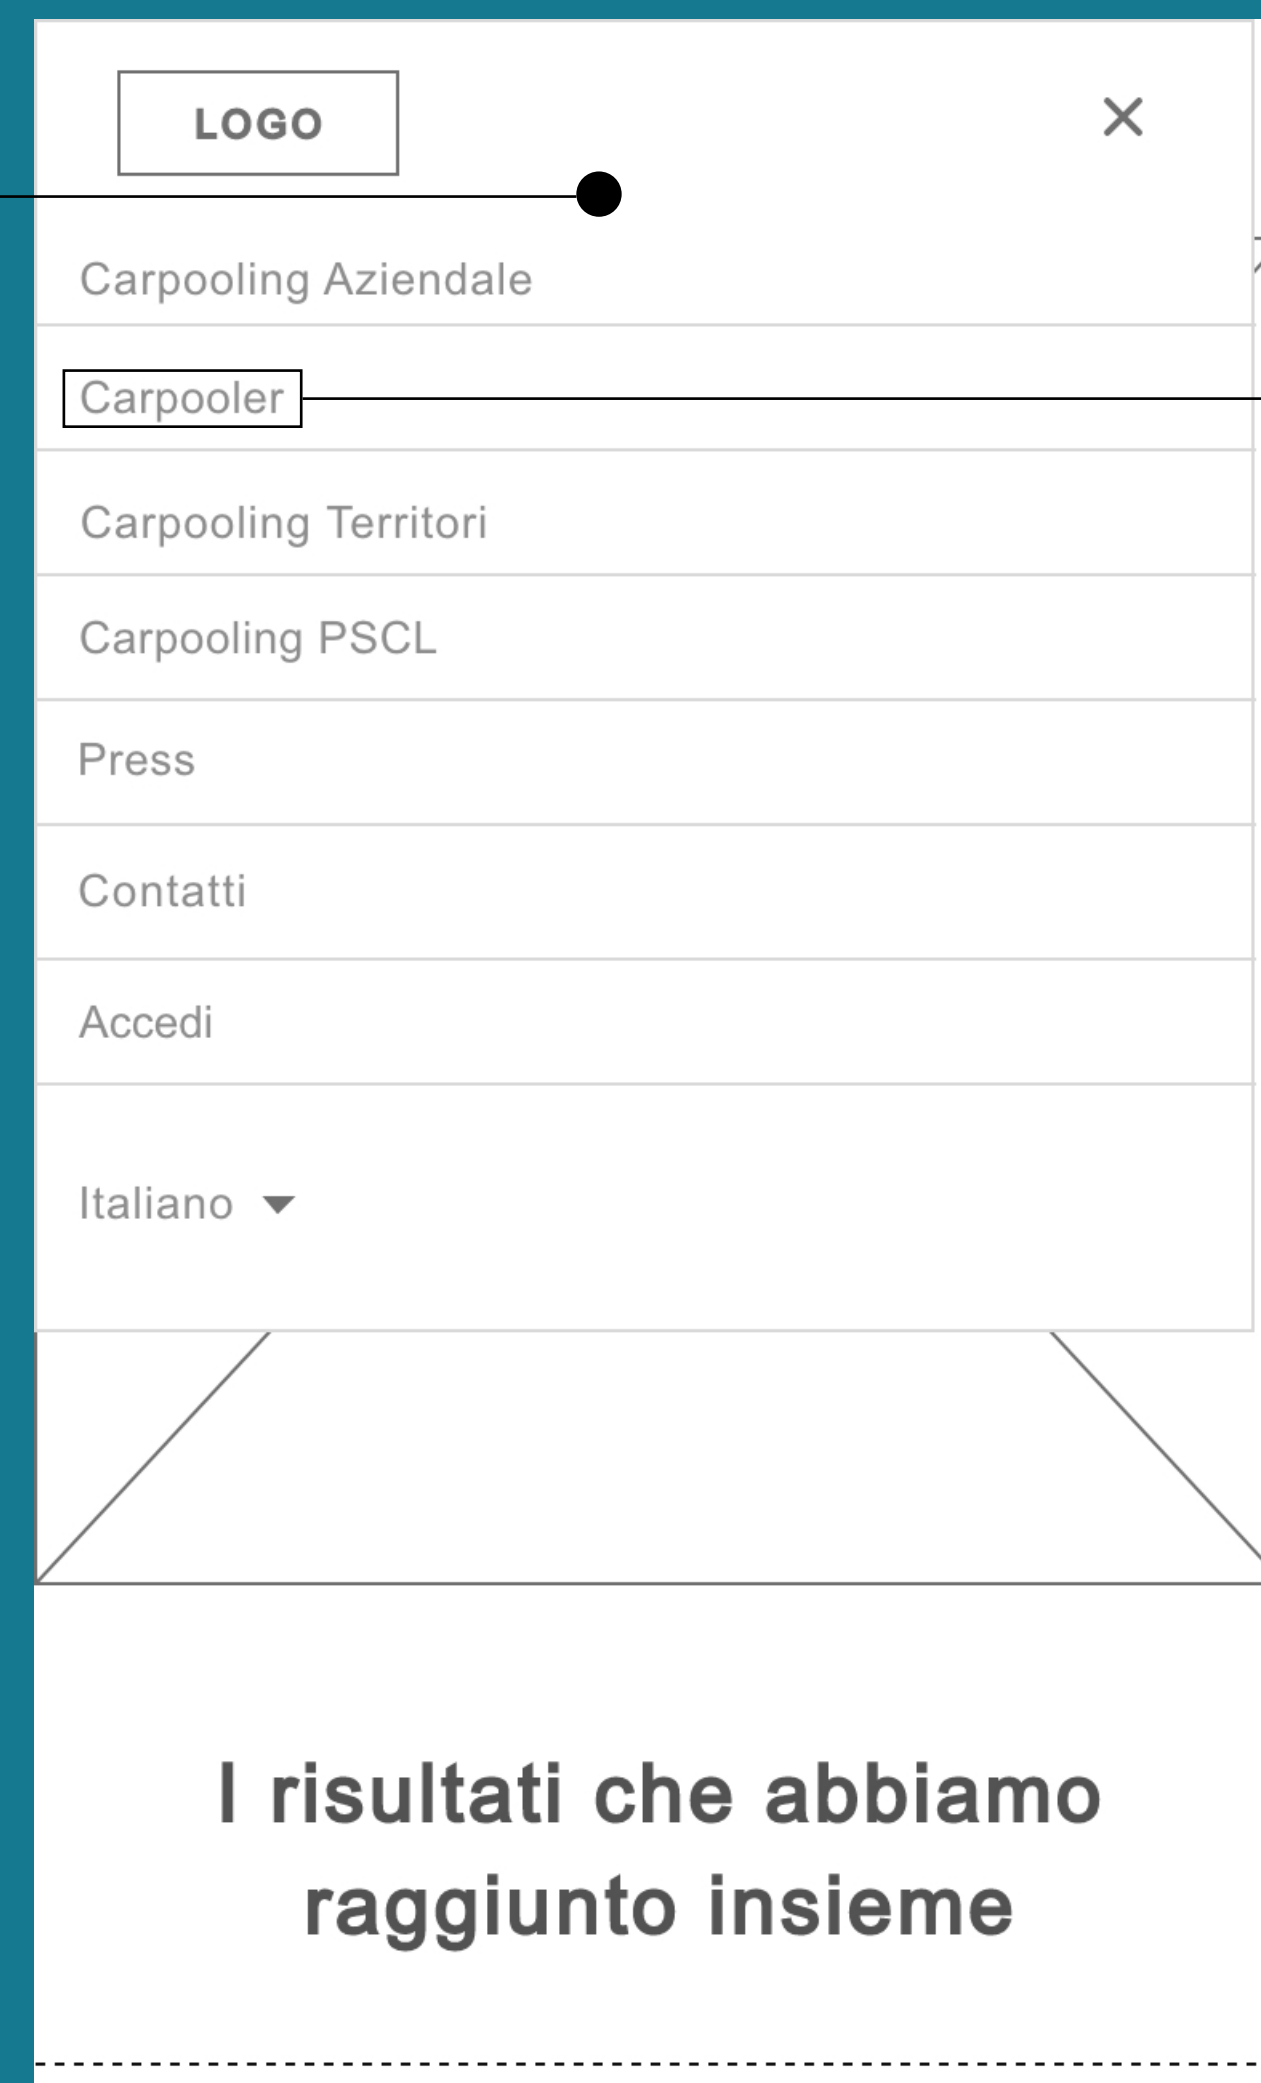 LOGO
Carpooling Aziendale
Carpooler
Carpooling Territori
Carpooling PSCL
Press
Contatti
Accedi
Italiano
I risultati che abbiamo
raggiunto insieme